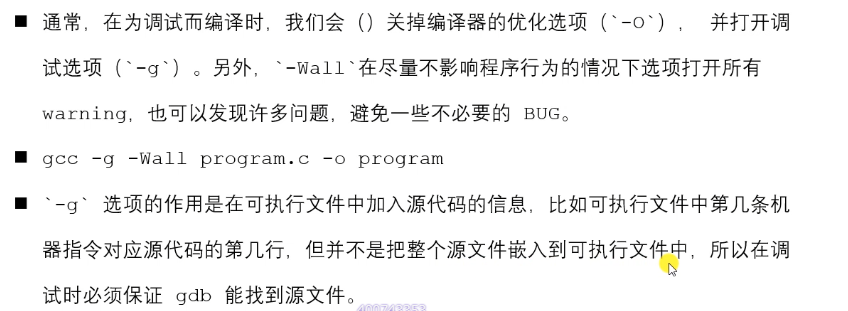 ■ 通常，在为调试而编译时，我们会（）关掉编译器的优化选项（`-O`）， 并打开调
试选项（`-g`）。另外，`-Wall`在尽量不影响程序行为的情况下选项打开所有
warning，也可以发现许多问题，避免一些不必要的 BUG。
■ gcc -g -Wall program.c -o program
■ `-g` 选项的作用是在可执行文件中加入源代码的信息，比如可执行文件中第几条机
器指令对应源代码的第几行，但并不是把整个源文件嵌入到可执行文件中，所以在调
试时必须保证 gdb 能找到源文件。